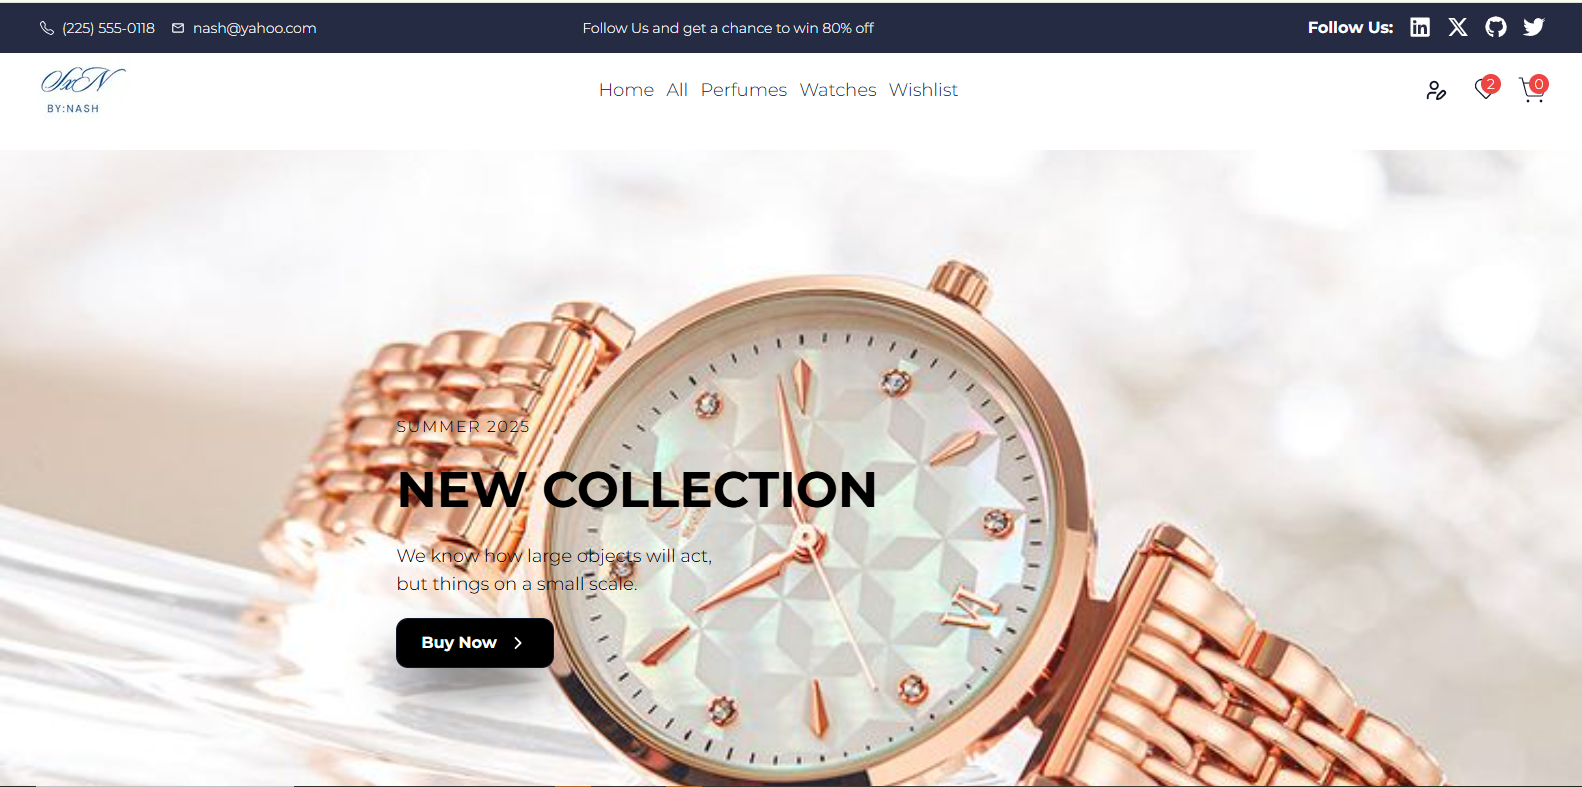 (225) 555-0118 nash@yahoo.com
Follow Us and get a chance to win 80% off
Follow Us:
SxN
BY:NASH
Home All Perfumes Watches Wishlist
2
0
SUMMER 2025
NEW COLLECTION
We know how large objects will act,
but things on a small scale.
Buy Now